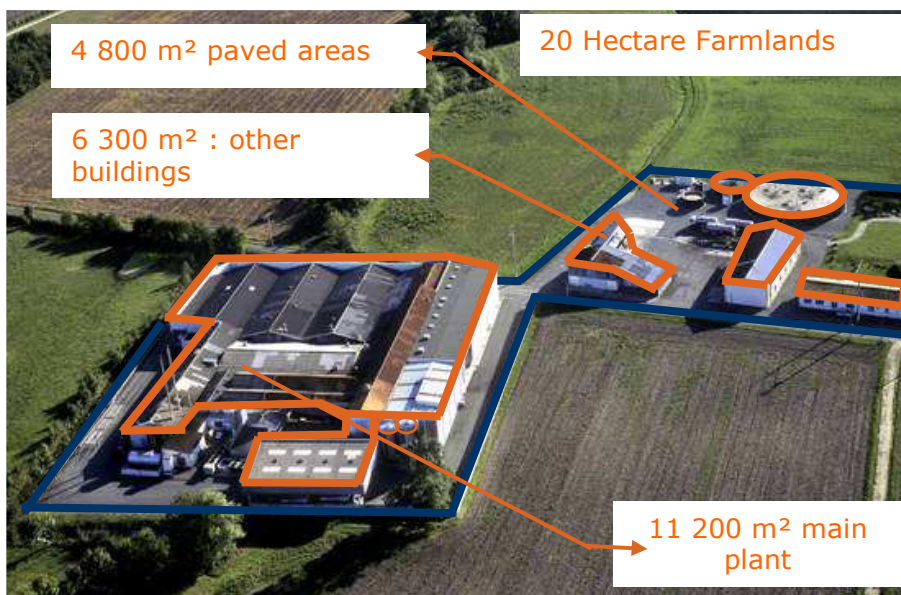 4 800 m² paved areas
20 Hectare Farmlands
6 300 m² : other
buildings
11 200 m² main
plant